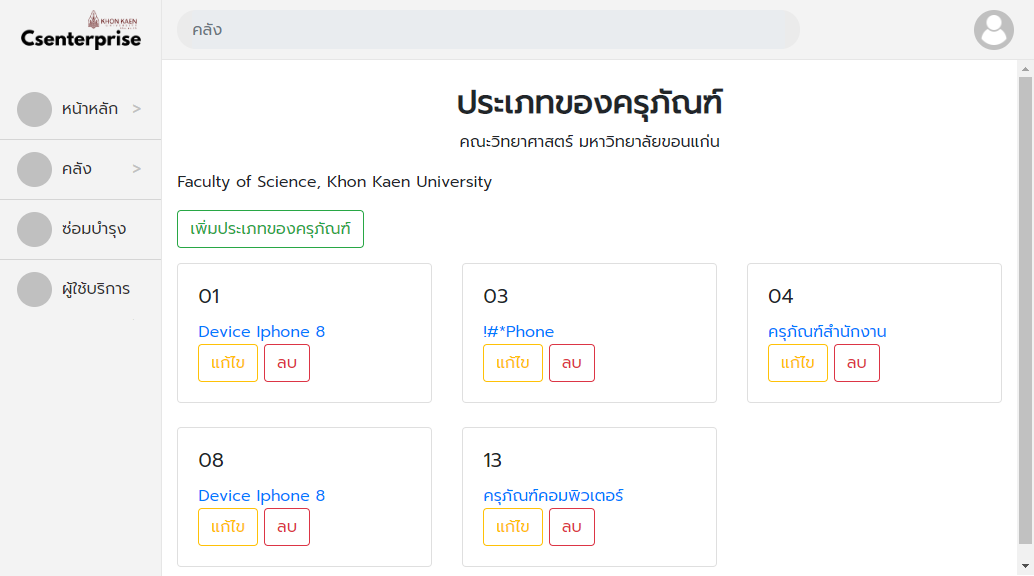 KHON KAEN
Csenterprise
คลัง
หน้าหลัก >
คลัง >
ซ่อมบำรุง
ผู้ใช้บริการ
ประเภทของครุภัณฑ์
คณะวิทยาศาสตร์ มหาวิทยาลัยขอนแก่น
Faculty of Science, Khon Kaen University
เพิ่มประเภทของครุภัณฑ์
01
Device Iphone 8
แก้ไข ลบ
03
!#*Phone
แก้ไข ลบ
04
ครุภัณฑ์สำนักงาน
แก้ไข ลบ
08
Device Iphone 8
แก้ไข ลบ
13
ครุภัณฑ์คอมพิวเตอร์
แก้ไข ลบ